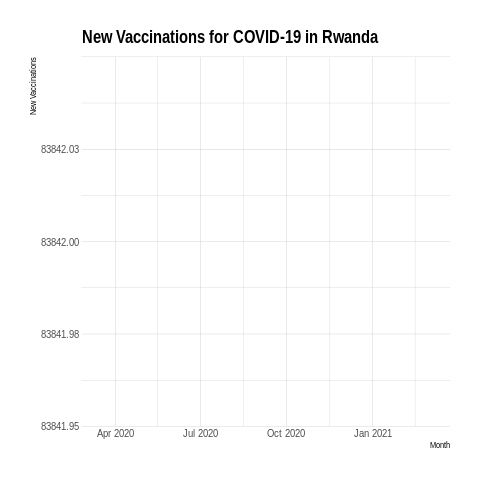 New Vaccinations for COVID-19 in Rwanda
New Vaccinations
83842.03
83842.00
83841.98
83841.95
Apr 2020
Jul 2020
Oct 2020
Jan 2021
Month